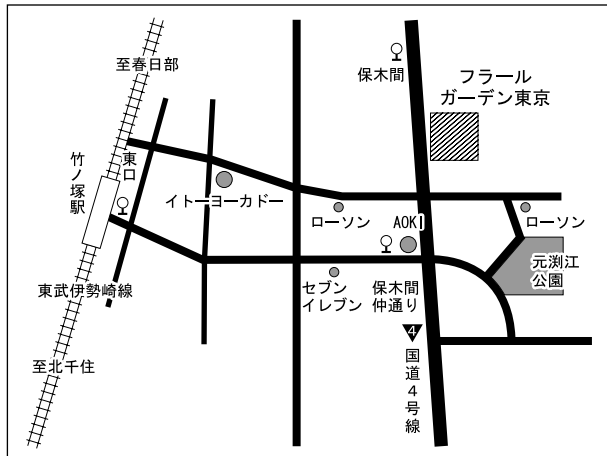 至春日部
保木間
フラール
ガーデン東京
竹ノ塚駅
東口
イトーヨーカドー
ローソン
AOKI
ローソン
元渕江
公園
東武伊勢崎線
セブン
イレブン
保木間
仲通り
4
国道4号線
至北千住